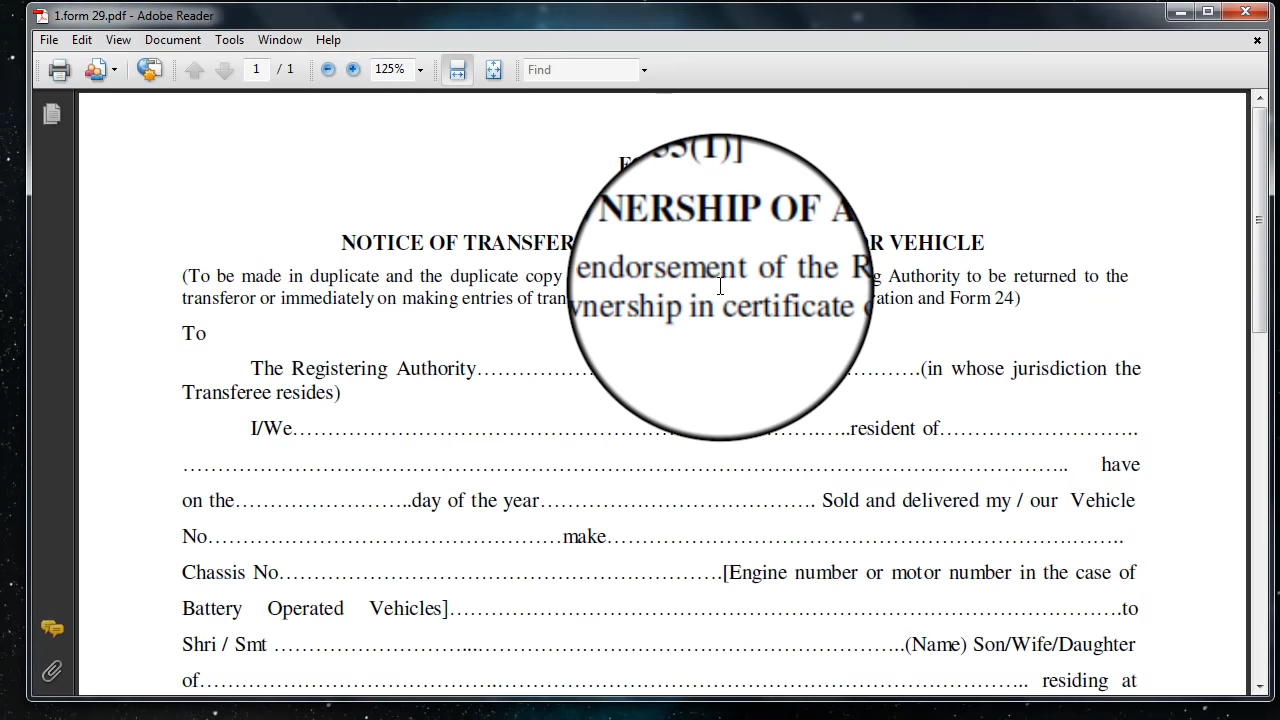 1.form 29.pdf - Adobe Reader
File Edit View Document Tools Window Help
1 / 1 125% Find
55(1)]
NERSHIP OF A
NOTICE OF TRANSFER R VEHICLE
(To be made in duplicate and the duplicate copy endorsement of the R g Authority to be returned to the
transferor or immediately on making entries of tran wnership in certificate ation and Form 24)
To
The Registering Authority………………………….(in whose jurisdiction the
Transferee resides)
I/We……………………………………………………..resident of……………………..
……………………………………………………………………………………….. have
on the………………..day of the year…………………………. Sold and delivered my / our Vehicle
No…………………………………make…………………………………………………..
Chassis No………………………………………….[Engine number or motor number in the case of
Battery Operated Vehicles]………………………………………………………………….to
Shri / Smt …………………....……………………………………..(Name) Son/Wife/Daughter
of…………………………..…………………………………………….. residing at